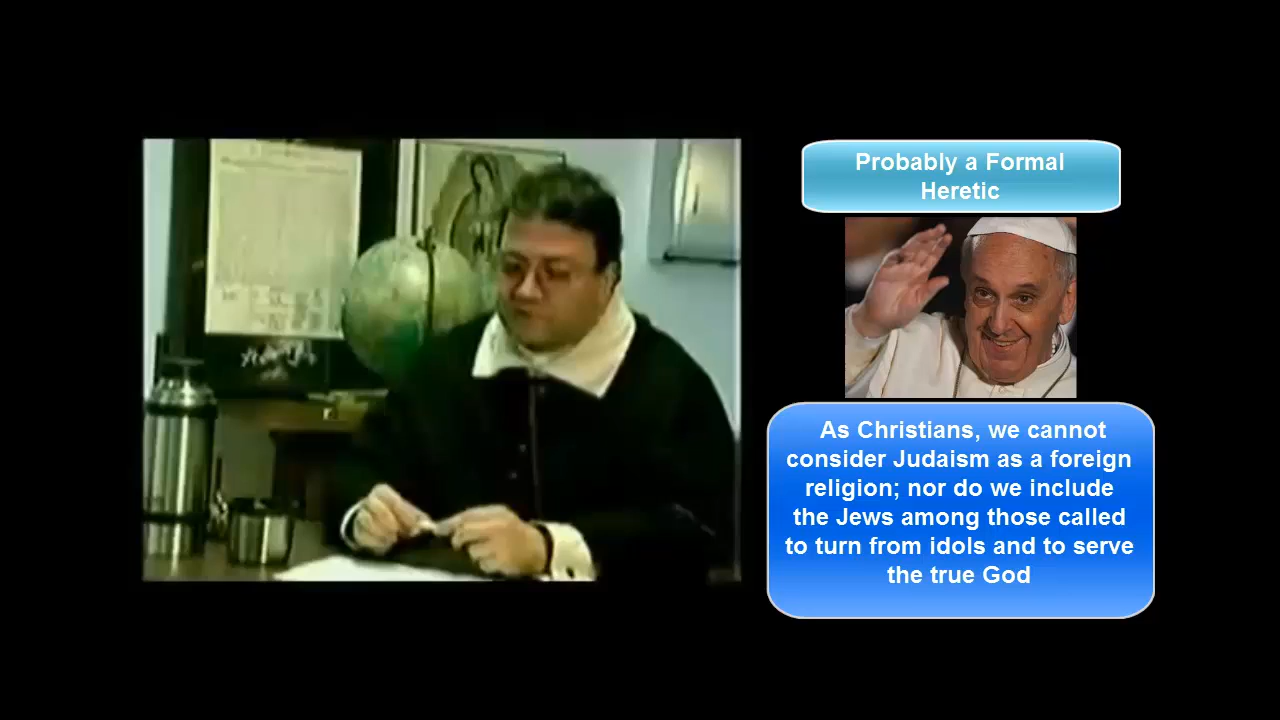 Probably a Formal
Heretic
As Christians, we cannot
consider Judaism as a foreign
religion; nor do we include
the Jews among those called
to turn from idols and to serve
the true God